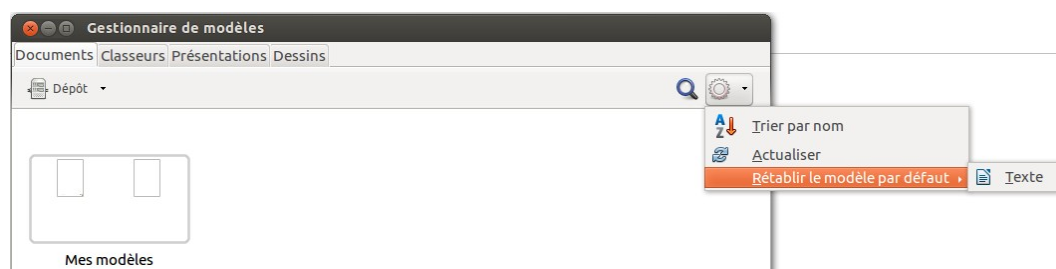 Gestionnaire de modèles
Documents Classeurs Présentations Dessins
Dépôt
Trier par nom
Actualiser
Rétablir le modèle par défaut
Texte
Mes modèles